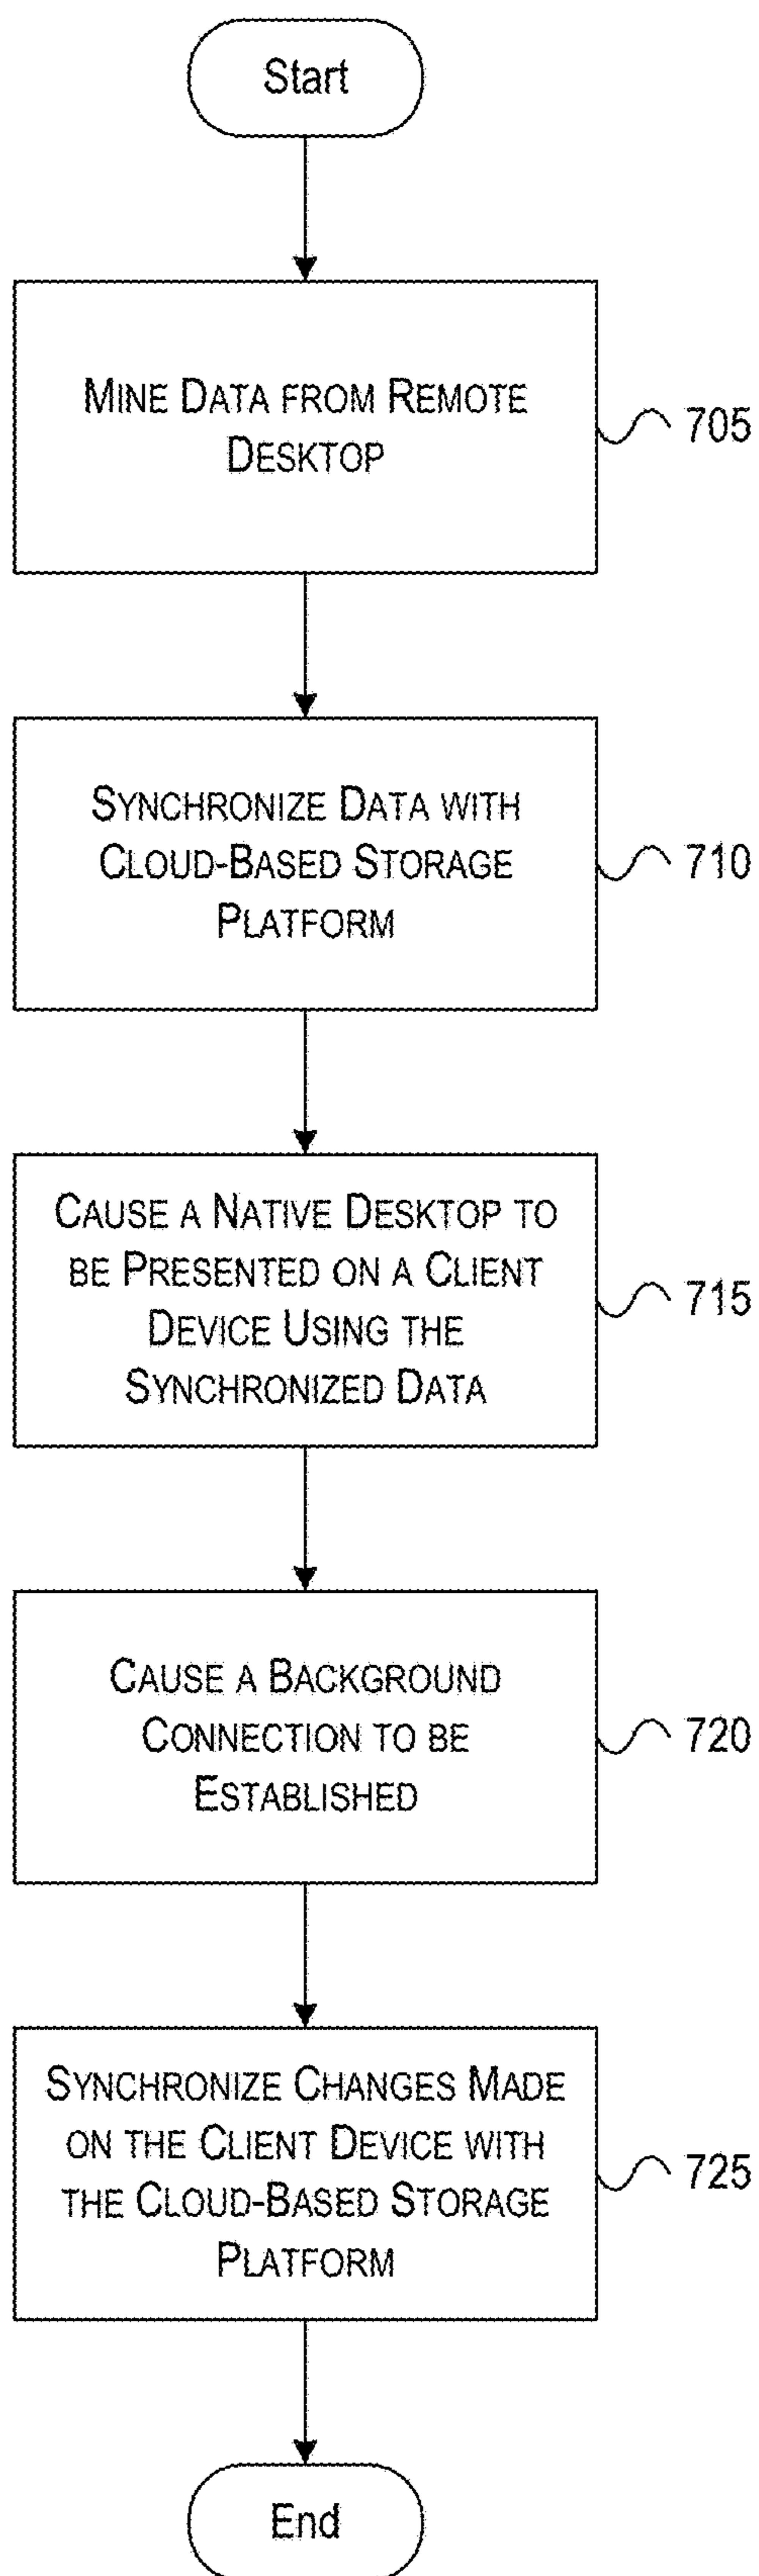 Start
MINE DATA FROM REMOTE
DESKTOP
705
SYNCHRONIZE DATA WITH
CLOUD-BASED STORAGE
PLATFORM
710
CAUSE A NATIVE DESKTOP TO
BE PRESENTED ON A CLIENT
DEVICE USING THE
SYNCHRONIZED DATA
715
CAUSE A BACKGROUND
CONNECTION TO BE
ESTABLISHED
720
SYNCHRONIZE CHANGES MADE
ON THE CLIENT DEVICE WITH
THE CLOUD-BASED STORAGE
PLATFORM
725
End